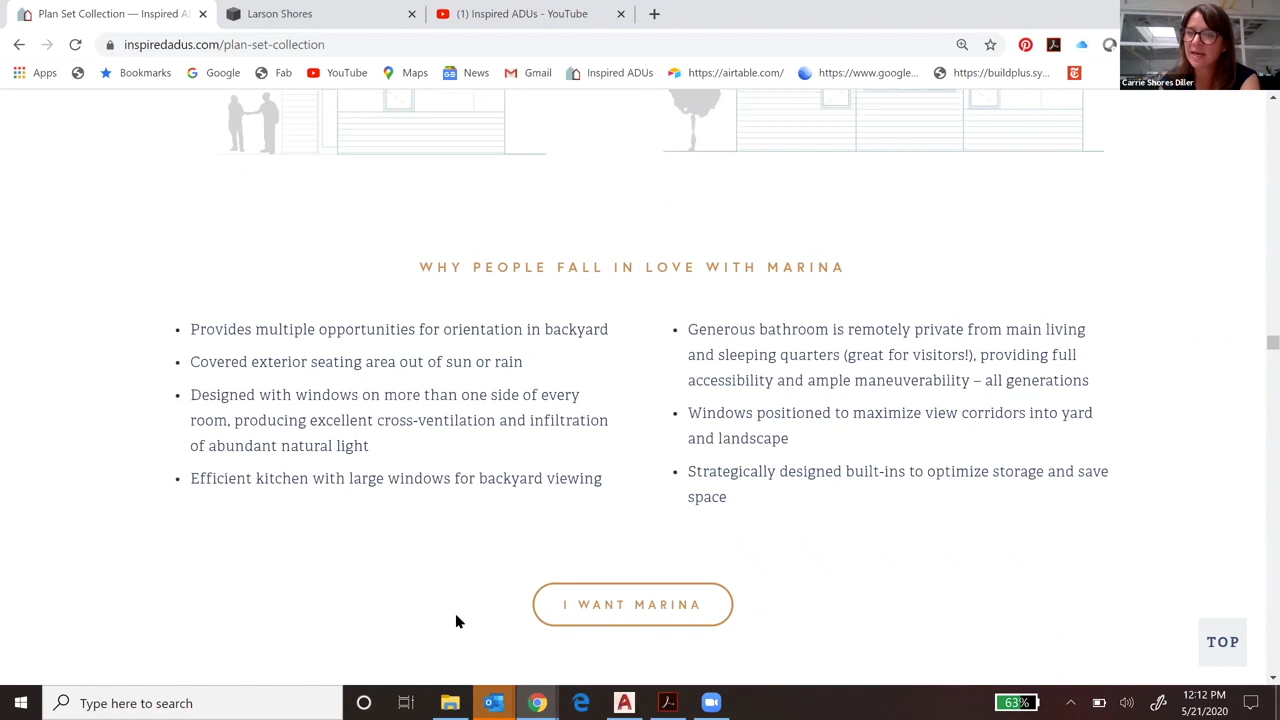 Plan Set Collection — Inspired A
Larson Shores
(1) Inspired ADUs - YouTube
inspiredadus.com/plan-set-collection
Carrie Shores Diller
Apps
Bookmarks
Google
Fab
YouTube
Maps
News
Gmail
Inspired ADUs
https://airtable.com/
https://www.google...
https://buildplus.sy...
WHY PEOPLE FALL IN LOVE WITH MARINA
• Provides multiple opportunities for orientation in backyard
• Covered exterior seating area out of sun or rain
• Designed with windows on more than one side of every
room, producing excellent cross-ventilation and infiltration
of abundant natural light
• Efficient kitchen with large windows for backyard viewing
• Generous bathroom is remotely private from main living
and sleeping quarters (great for visitors!), providing full
accessibility and ample maneuverability – all generations
• Windows positioned to maximize view corridors into yard
and landscape
• Strategically designed built-ins to optimize storage and save
space
I WANT MARINA
TOP
Type here to search
63%
12:12 PM
5/21/2020